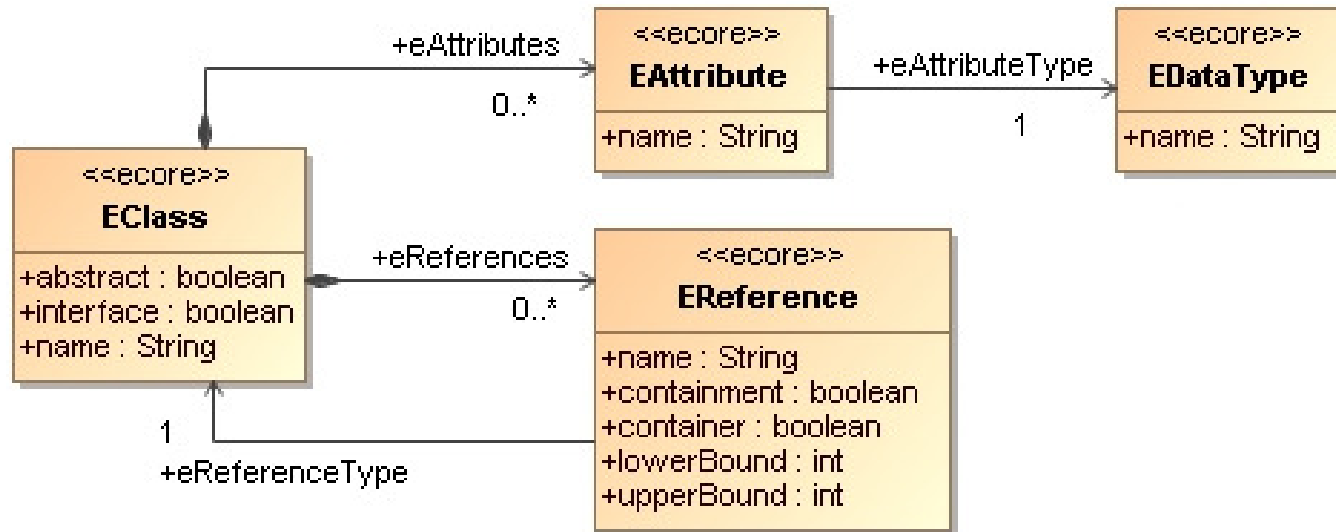 <<ecore>>
EClass
+abstract : boolean
+interface : boolean
+name : String
+eAttributes
0..*
<<ecore>>
EAttribute
+name : String
+eAttributeType
1
<<ecore>>
EDataType
+name : String
+eReferences
0..*
<<ecore>>
EReference
+name : String
+containment : boolean
+container : boolean
+lowerBound : int
+upperBound : int
1
+eReferenceType